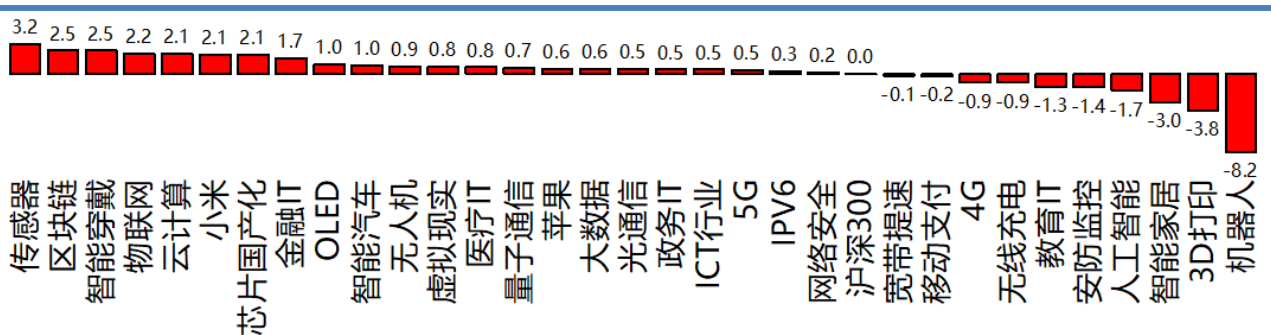 3.2 2.5 2.5 2.2 2.1 2.1 2.1 1.7 1.0 1.0 0.9 0.8 0.8 0.7 0.6 0.6 0.5 0.5 0.5 0.5 0.3 0.2 0.0
-0.1 -0.2 -0.9 -0.9 -1.3 -1.4 -1.7 -3.0 -3.8 -8.2
传感器
区块链
智能穿戴
物联网
云计算
小米
芯片国产化
金融IT
OLED
智能汽车
无人机
虚拟现实
医疗IT
量子通信
苹果
大数据
光通信
政务IT
ICT行业
5G
IPV6
网络安全
沪深300
宽带提速
移动支付
4G
无线充电
教育IT
安防监控
人工智能
智能家居
3D打印
机器人